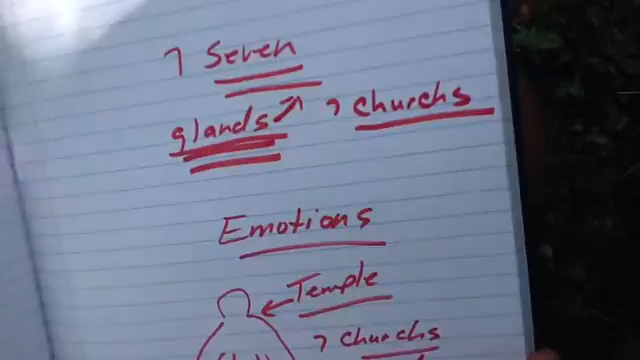 7 Seven
glands 7 churchs
Emotions
Temple
7 churchs